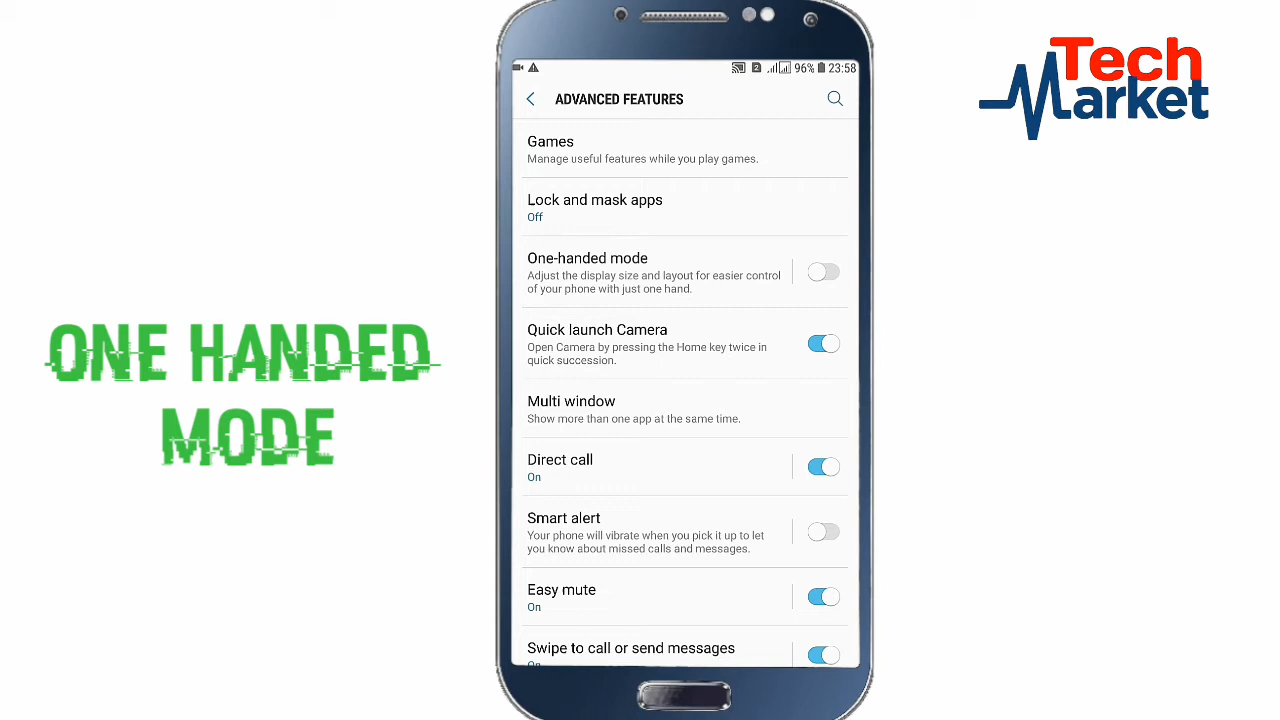 Tech
Market
96% 23:58
ADVANCED FEATURES
Games
Manage useful features while you play games.
Lock and mask apps
Off
One-handed mode
Adjust the display size and layout for easier control
of your phone with just one hand.
Quick launch Camera
Open Camera by pressing the Home key twice in
quick succession.
Multi window
Show more than one app at the same time.
Direct call
On
Smart alert
Your phone will vibrate when you pick it up to let
you know about missed calls and messages.
Easy mute
On
Swipe to call or send messages
On
ONE HANDED
MODE